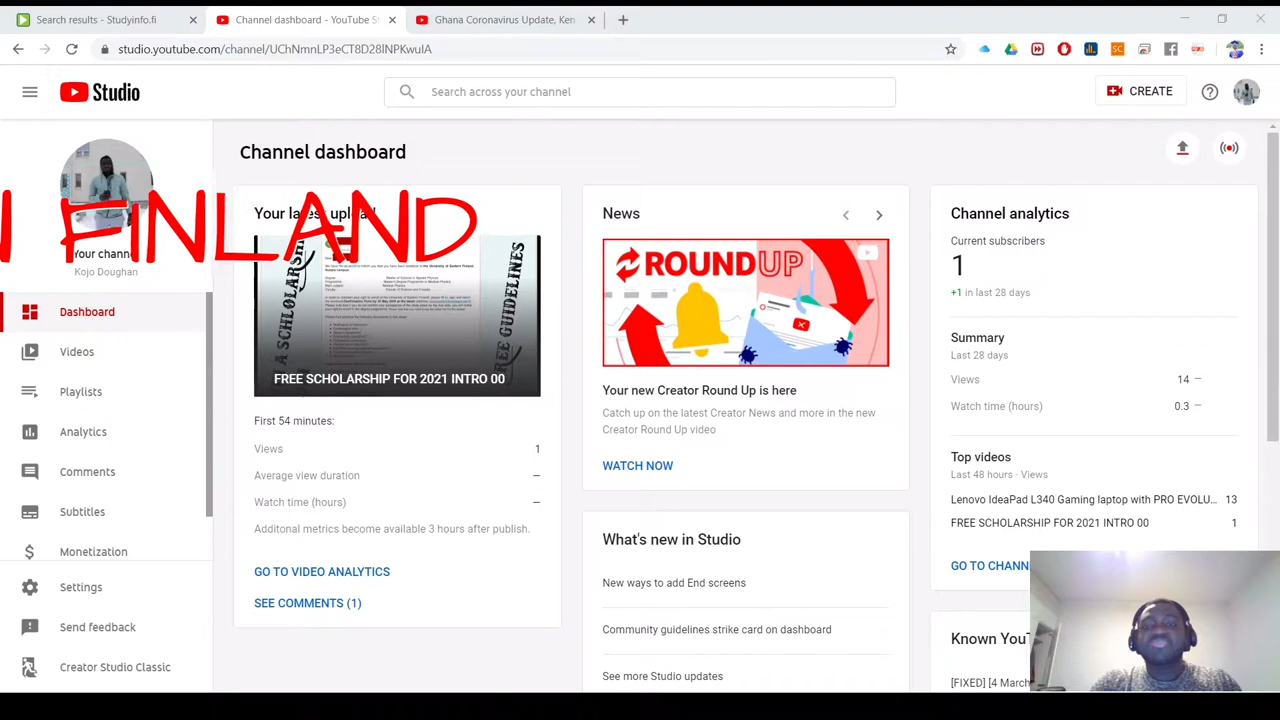 Search results - Studyinfo.fi
Channel dashboard - YouTube S
Ghana Coronavirus Update, Ken
studio.youtube.com/channel/UChNmnLP3eCT8D28lNPKwuIA
Studio
Search across your channel
CREATE
Channel dashboard
FINLAND
Your latest upload
Your channel
Kojo Doughan
Dashboard
Videos
Playlists
Analytics
Comments
Subtitles
Monetization
Settings
Send feedback
Creator Studio Classic
FREE GUIDELINES
FREE SCHOLARSHIP FOR 2021 INTRO 00
First 54 minutes:
Views 1
Average view duration –
Watch time (hours) –
Additonal metrics become available 3 hours after publish.
GO TO VIDEO ANALYTICS
SEE COMMENTS (1)
News
ROUNDUP
Your new Creator Round Up is here
Catch up on the latest Creator News and more in the new
Creator Round Up video
WATCH NOW
What's new in Studio
New ways to add End screens
Community guidelines strike card on dashboard
See more Studio updates
Channel analytics
Current subscribers
1
+1 in last 28 days
Summary
Last 28 days
Views 14 –
Watch time (hours) 0.3 –
Top videos
Last 48 hours · Views
Lenovo IdeaPad L340 Gaming laptop with PRO EVOLU... 13
FREE SCHOLARSHIP FOR 2021 INTRO 00 1
GO TO CHANN
Known YouT
[FIXED] [4 March